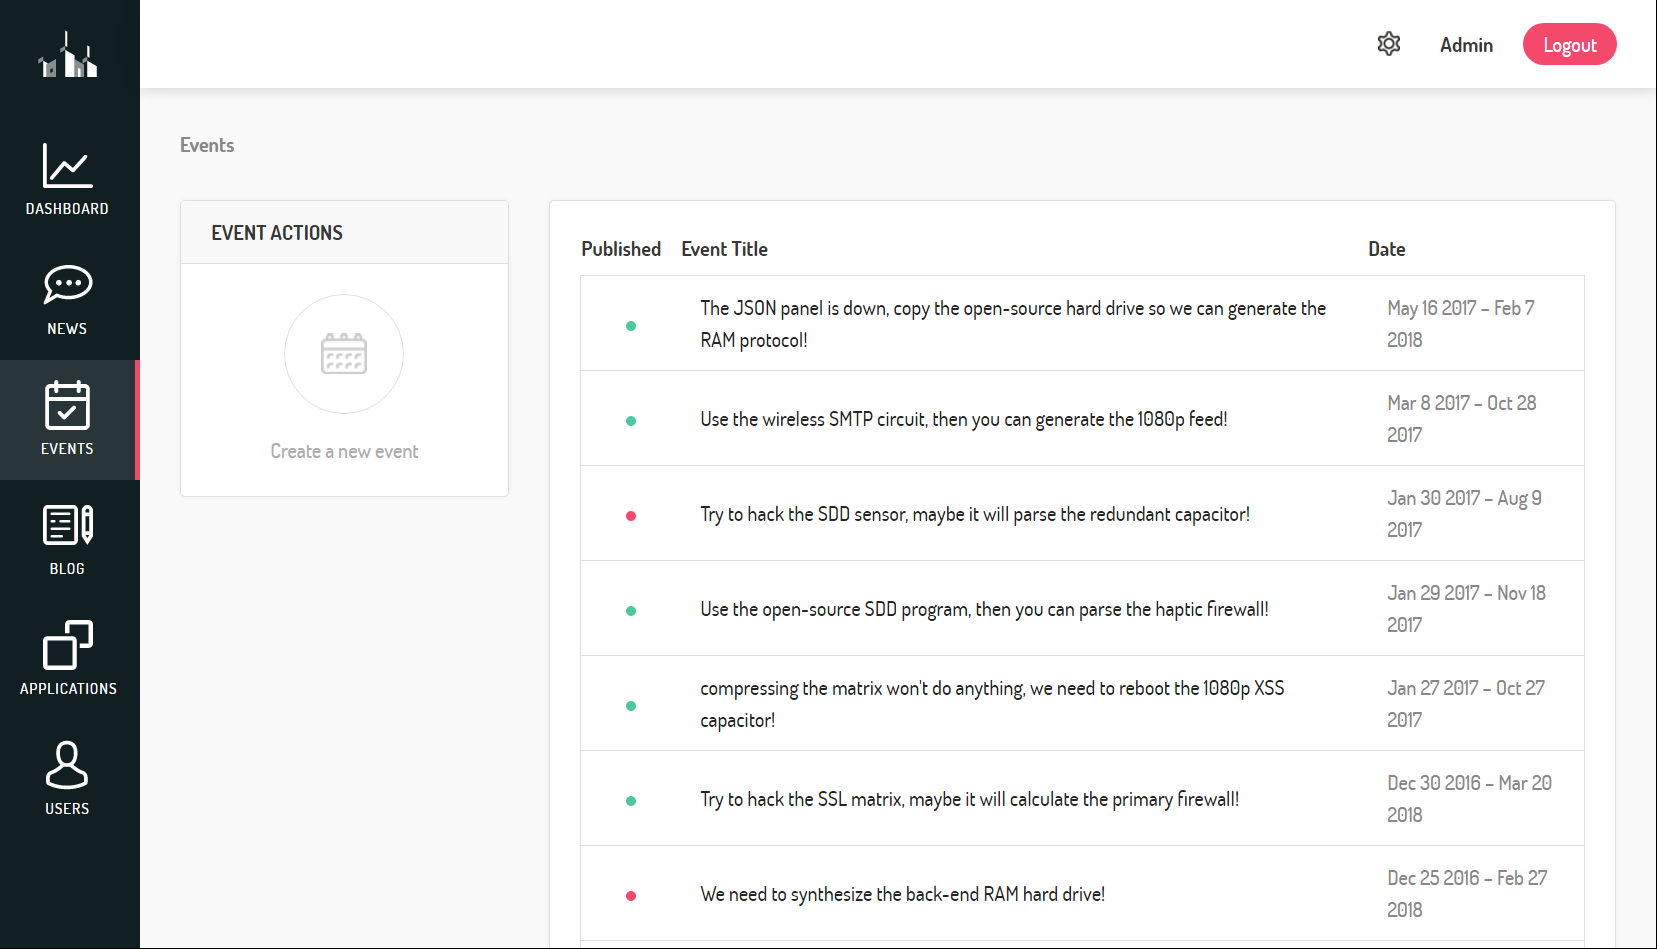 Admin
Logout
DASHBOARD
NEWS
EVENTS
BLOG
APPLICATIONS
USERS
Events
EVENT ACTIONS
Create a new event
Published Event Title Date
The JSON panel is down, copy the open-source hard drive so we can generate the
RAM protocol!
May 16 2017 – Feb 7
2018
Use the wireless SMTP circuit, then you can generate the 1080p feed!
Mar 8 2017 – Oct 28
2017
Try to hack the SDD sensor, maybe it will parse the redundant capacitor!
Jan 30 2017 – Aug 9
2017
Use the open-source SDD program, then you can parse the haptic firewall!
Jan 29 2017 – Nov 18
2017
compressing the matrix won't do anything, we need to reboot the 1080p XSS
capacitor!
Jan 27 2017 – Oct 27
2017
Try to hack the SSL matrix, maybe it will calculate the primary firewall!
Dec 30 2016 – Mar 20
2018
We need to synthesize the back-end RAM hard drive!
Dec 25 2016 – Feb 27
2018